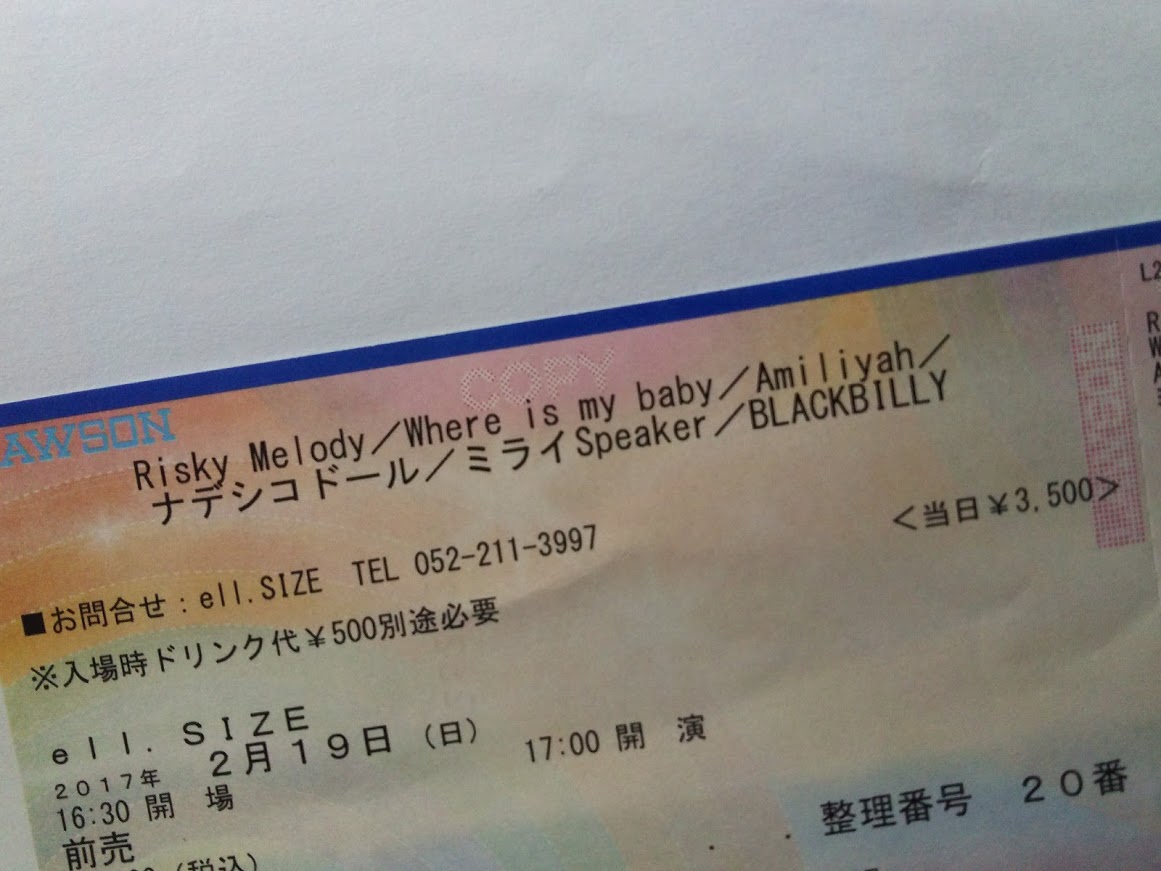 AWSON
COPY
Risky Melody／Where is my baby／Amiliyah／
ナデシコドール／ミライSpeaker／BLACKBILLY
＜当日￥3,500＞
■お問合せ：ell.SIZE TEL 052-211-3997
※入場時ドリンク代￥500別途必要
ｅｌｌ．ＳＩＺＥ
２０１７年 ２月１９日（日）
16:30 開 場 17:00 開 演
前売
(税込)
整理番号 ２０番
L2
R
W
A